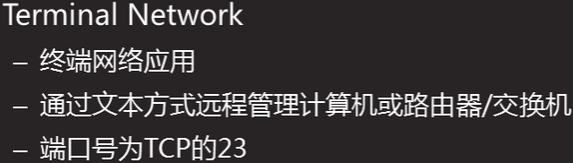 Terminal Network
– 终端网络应用
– 通过文本方式远程管理计算机或路由器/交换机
– 端口号为TCP的23